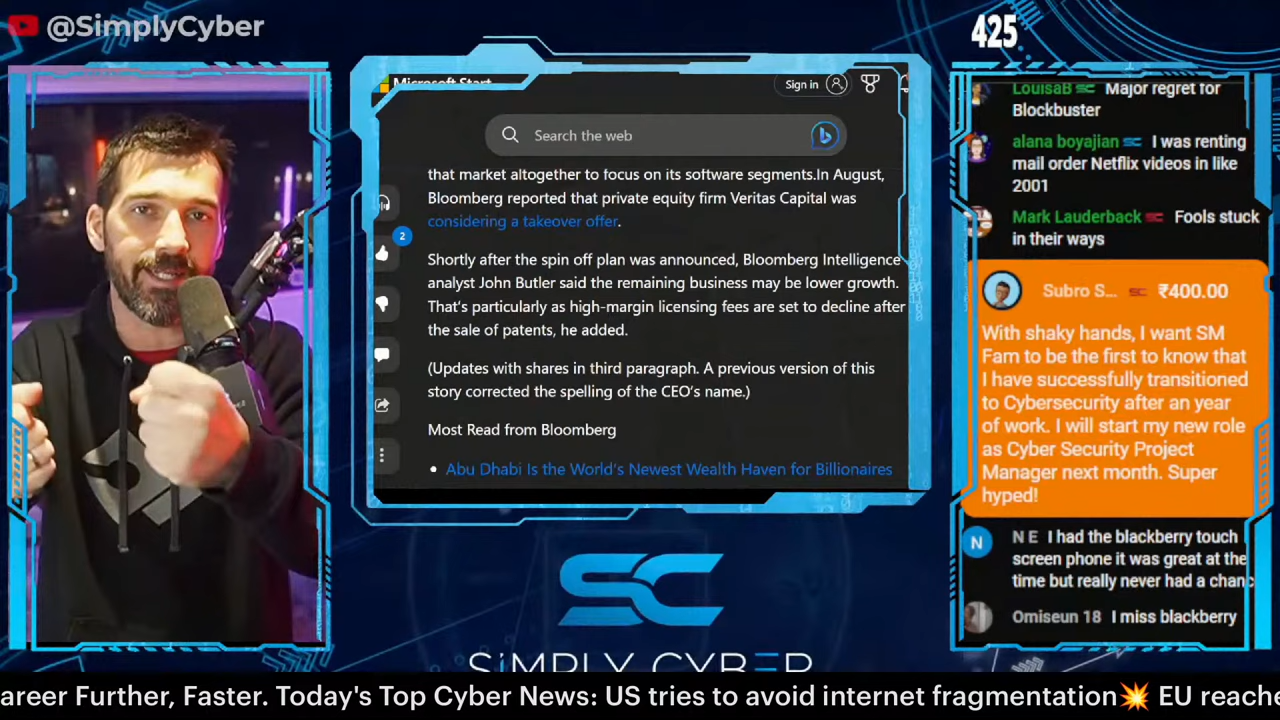 @SimplyCyber
425
Microsoft Start
Sign in
Search the web
that market altogether to focus on its software segments.In August,
Bloomberg reported that private equity firm Veritas Capital was
considering a takeover offer.
2
Shortly after the spin off plan was announced, Bloomberg Intelligence
analyst John Butler said the remaining business may be lower growth.
That's particularly as high-margin licensing fees are set to decline after
the sale of patents, he added.
(Updates with shares in third paragraph. A previous version of this
story corrected the spelling of the CEO's name.)
Most Read from Bloomberg
• Abu Dhabi Is the World's Newest Wealth Haven for Billionaires
LouisaB Major regret for
Blockbuster
alana boyajian I was renting
mail order Netflix videos in like
2001
Mark Lauderback Fools stuck
in their ways
Subro S... ₹400.00
With shaky hands, I want SM
Fam to be the first to know that
I have successfully transitioned
to Cybersecurity after an year
of work. I will start my new role
as Cyber Security Project
Manager next month. Super
hyped!
N
N E I had the blackberry touch
screen phone it was great at the
time but really never had a chanc
Omiseun 18 I miss blackberry
SC
SIMPLY CYBER
areer Further, Faster. Today's Top Cyber News: US tries to avoid internet fragmentation💥 EU reache